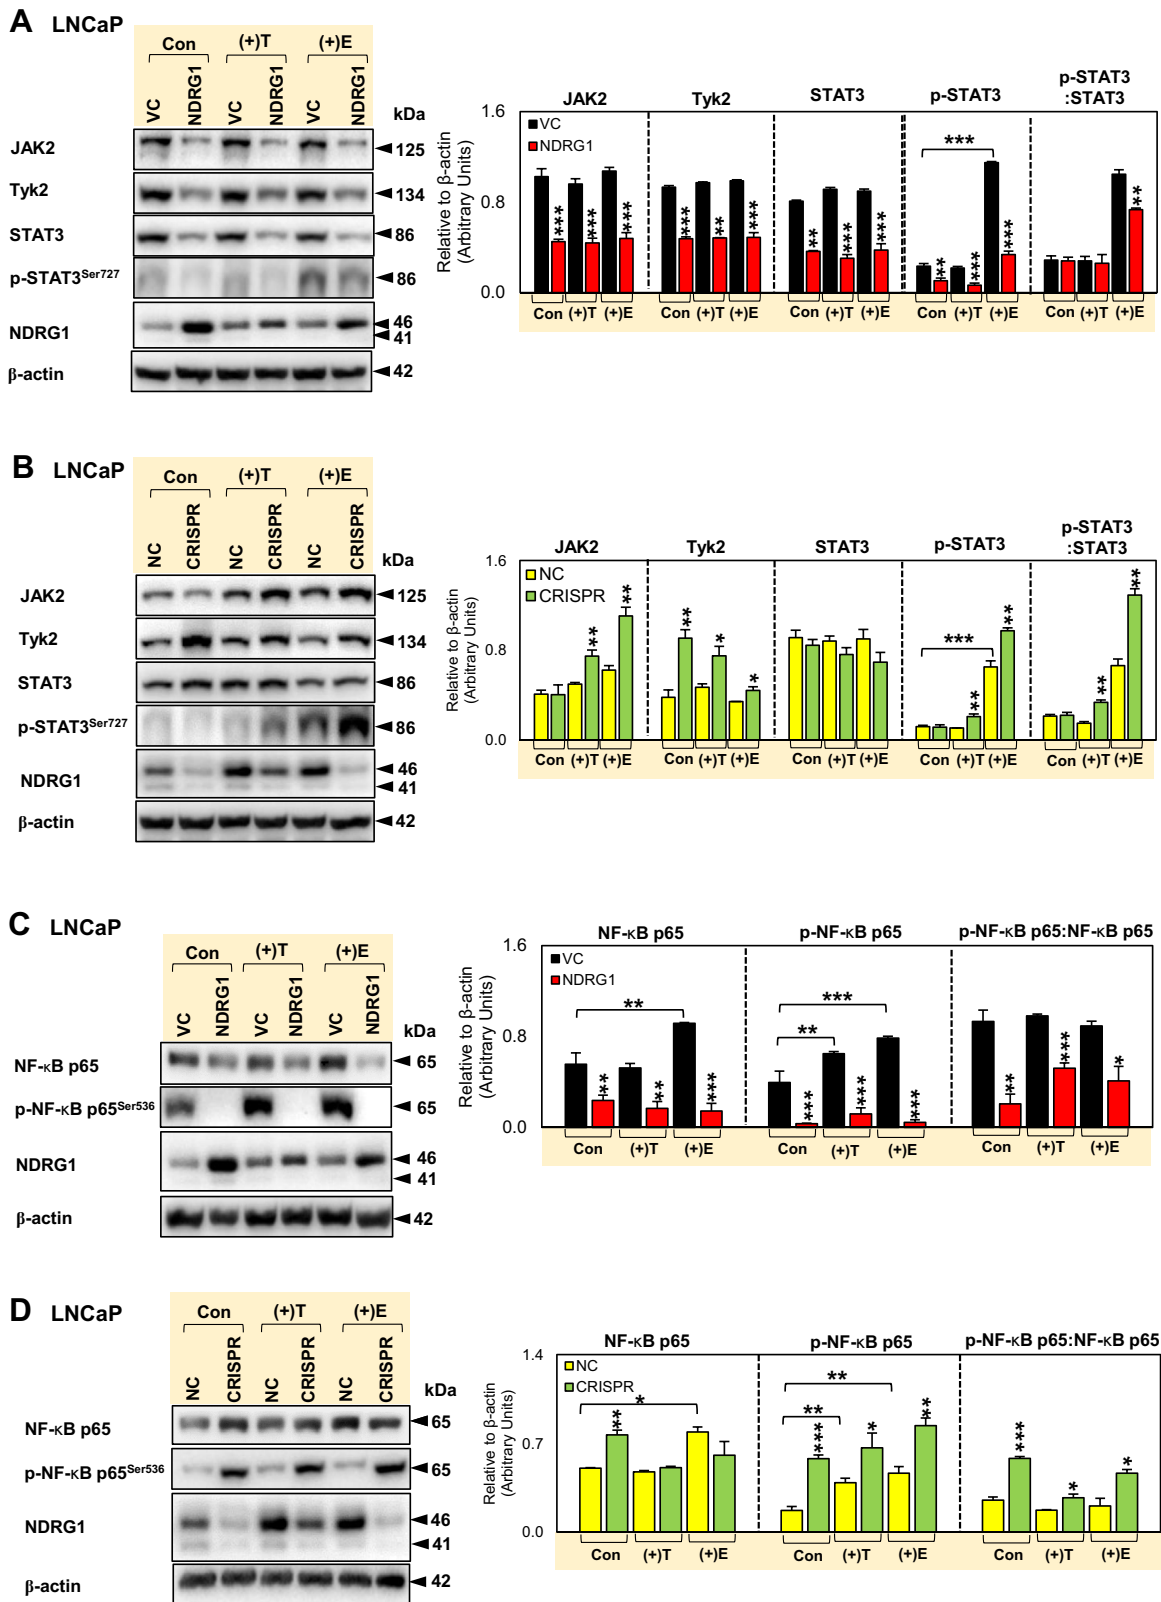 A LNCaP
Con (+)T (+)E
VC NDRG1 VC NDRG1 VC NDRG1
kDa
JAK2 125
Tyk2 134
STAT3 86
p-STAT3Ser727 86
NDRG1 46
41
β-actin 42
JAK2 Tyk2 STAT3 p-STAT3 p-STAT3
:STAT3
Relative to β-actin
(Arbitrary Units)
1.6
0.8
0.0
VC
NDRG1
*** *** *** *** ** *** ** *** *** ** *** *** ***  **
Con (+)T (+)E Con (+)T (+)E Con (+)T (+)E Con (+)T (+)E Con (+)T (+)E
B LNCaP
Con (+)T (+)E
NC CRISPR NC CRISPR NC CRISPR
kDa
JAK2 125
Tyk2 134
STAT3 86
p-STAT3Ser727 86
NDRG1 46
41
β-actin 42
JAK2 Tyk2 STAT3 p-STAT3 p-STAT3
:STAT3
Relative to β-actin
(Arbitrary Units)
1.6
0.8
0.0
NC
CRISPR
** ** ** * * *** ** ** ** **
Con (+)T (+)E Con (+)T (+)E Con (+)T (+)E Con (+)T (+)E Con (+)T (+)E
C LNCaP
Con (+)T (+)E
VC NDRG1 VC NDRG1 VC NDRG1
kDa
NF-κB p65 65
p-NF-κB p65Ser536 65
NDRG1 46
41
β-actin 42
NF-κB p65 p-NF-κB p65 p-NF-κB p65:NF-κB p65
Relative to β-actin
(Arbitrary Units)
1.6
0.8
0.0
VC
NDRG1
** ** ** *** *** ** *** *** *** ** *** *
Con (+)T (+)E Con (+)T (+)E Con (+)T (+)E
D LNCaP
Con (+)T (+)E
NC CRISPR NC CRISPR NC CRISPR
kDa
NF-κB p65 65
p-NF-κB p65Ser536 65
NDRG1 46
41
β-actin 42
NF-κB p65 p-NF-κB p65 p-NF-κB p65:NF-κB p65
Relative to β-actin
(Arbitrary Units)
1.4
0.7
0.0
NC
CRISPR
* ** ** ** *** * ** *** * *
Con (+)T (+)E Con (+)T (+)E Con (+)T (+)E